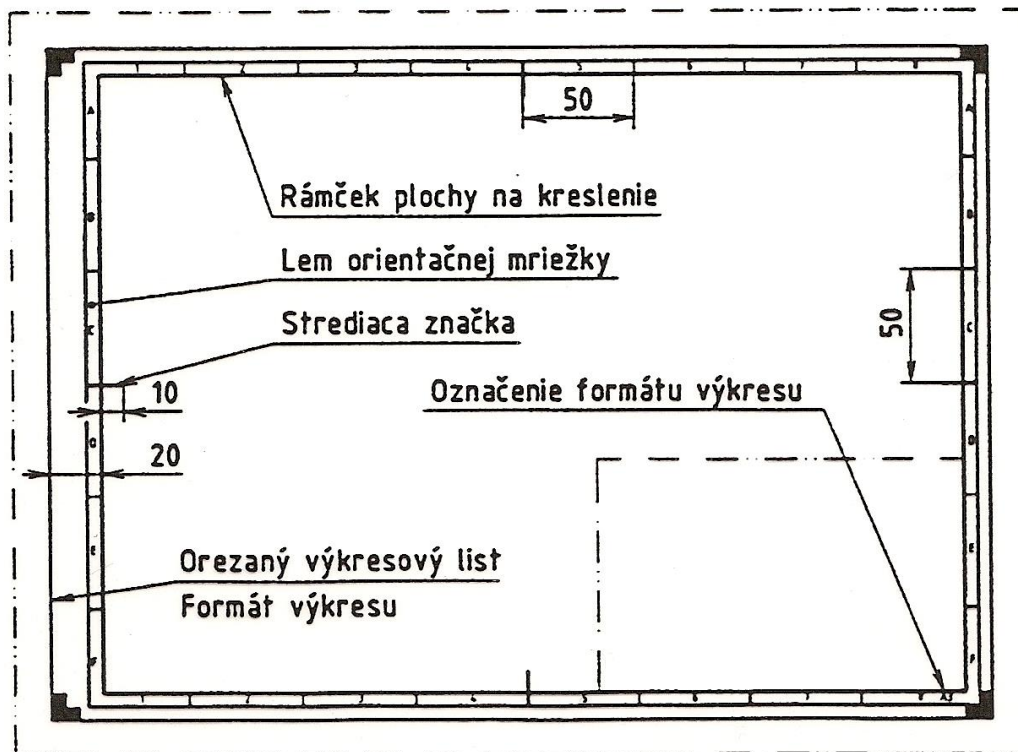 50
Rámček plochy na kreslenie
Lem orientačnej mriežky
Strediaca značka
50
10
Označenie formátu výkresu
20
Orezaný výkresový list
Formát výkresu